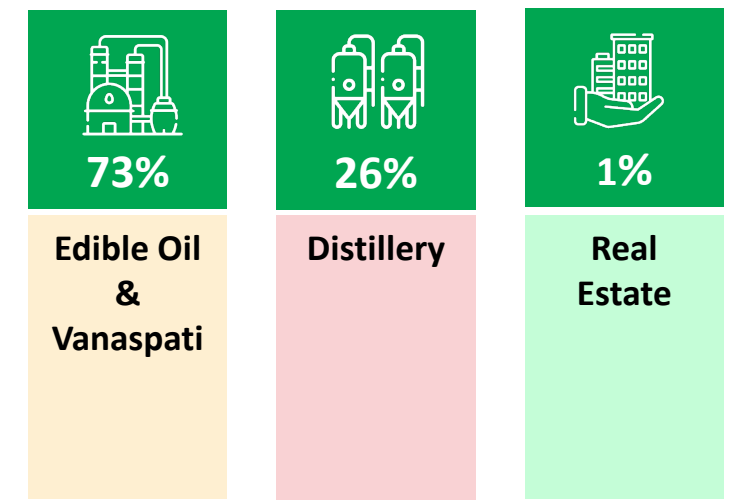 73%
Edible Oil
&
Vanaspati
26%
Distillery
1%
Real
Estate